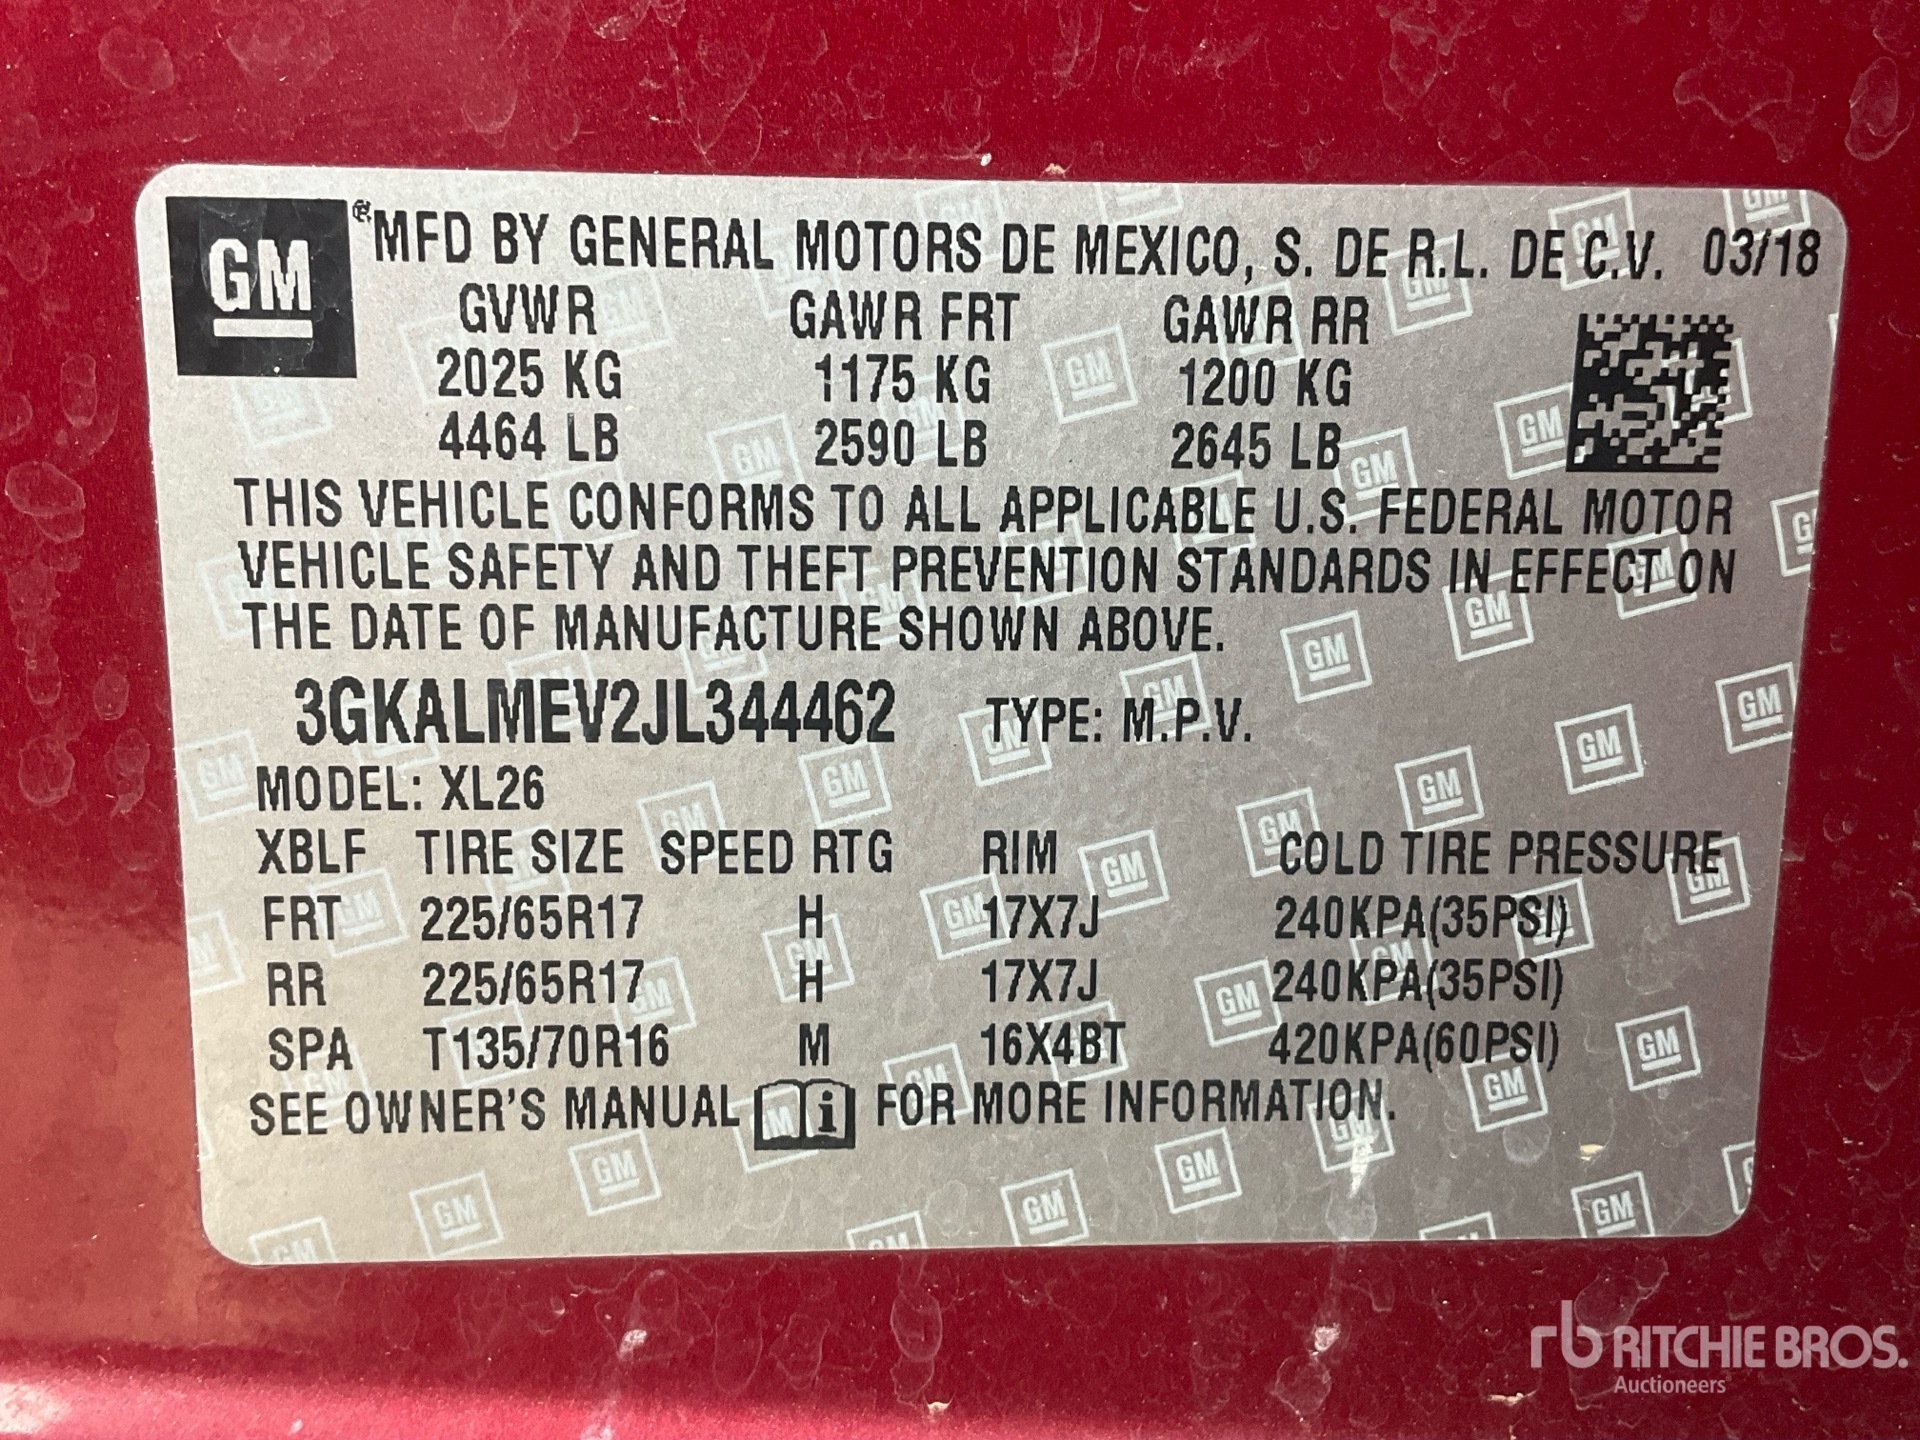 GM
® MFD BY GENERAL MOTORS DE MEXICO, S. DE R.L. DE C.V. 03/18
GVWR GAWR FRT GAWR RR
2025 KG 1175 KG 1200 KG
4464 LB 2590 LB 2645 LB
THIS VEHICLE CONFORMS TO ALL APPLICABLE U.S. FEDERAL MOTOR
VEHICLE SAFETY AND THEFT PREVENTION STANDARDS IN EFFECT ON
THE DATE OF MANUFACTURE SHOWN ABOVE.
3GKALMEV2JL344462 TYPE: M.P.V.
MODEL: XL26
XBLF TIRE SIZE SPEED RTG RIM COLD TIRE PRESSURE
FRT 225/65R17 H 17X7J 240KPA(35PSI)
RR 225/65R17 H 17X7J 240KPA(35PSI)
SPA T135/70R16 M 16X4BT 420KPA(60PSI)
SEE OWNER'S MANUAL i FOR MORE INFORMATION.
rb RITCHIE BROS.
Auctioneers